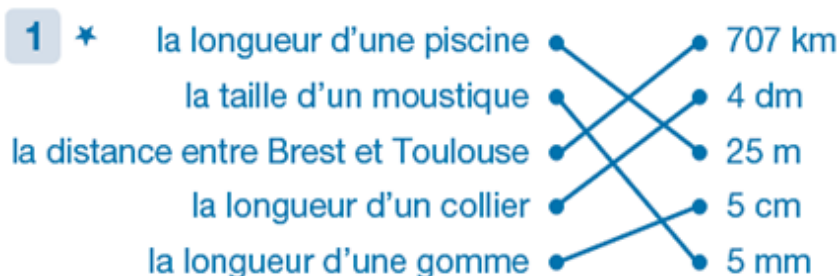 1 * la longueur d'une piscine 707 km
la taille d'un moustique 4 dm
la distance entre Brest et Toulouse 25 m
la longueur d'un collier 5 cm
la longueur d'une gomme 5 mm